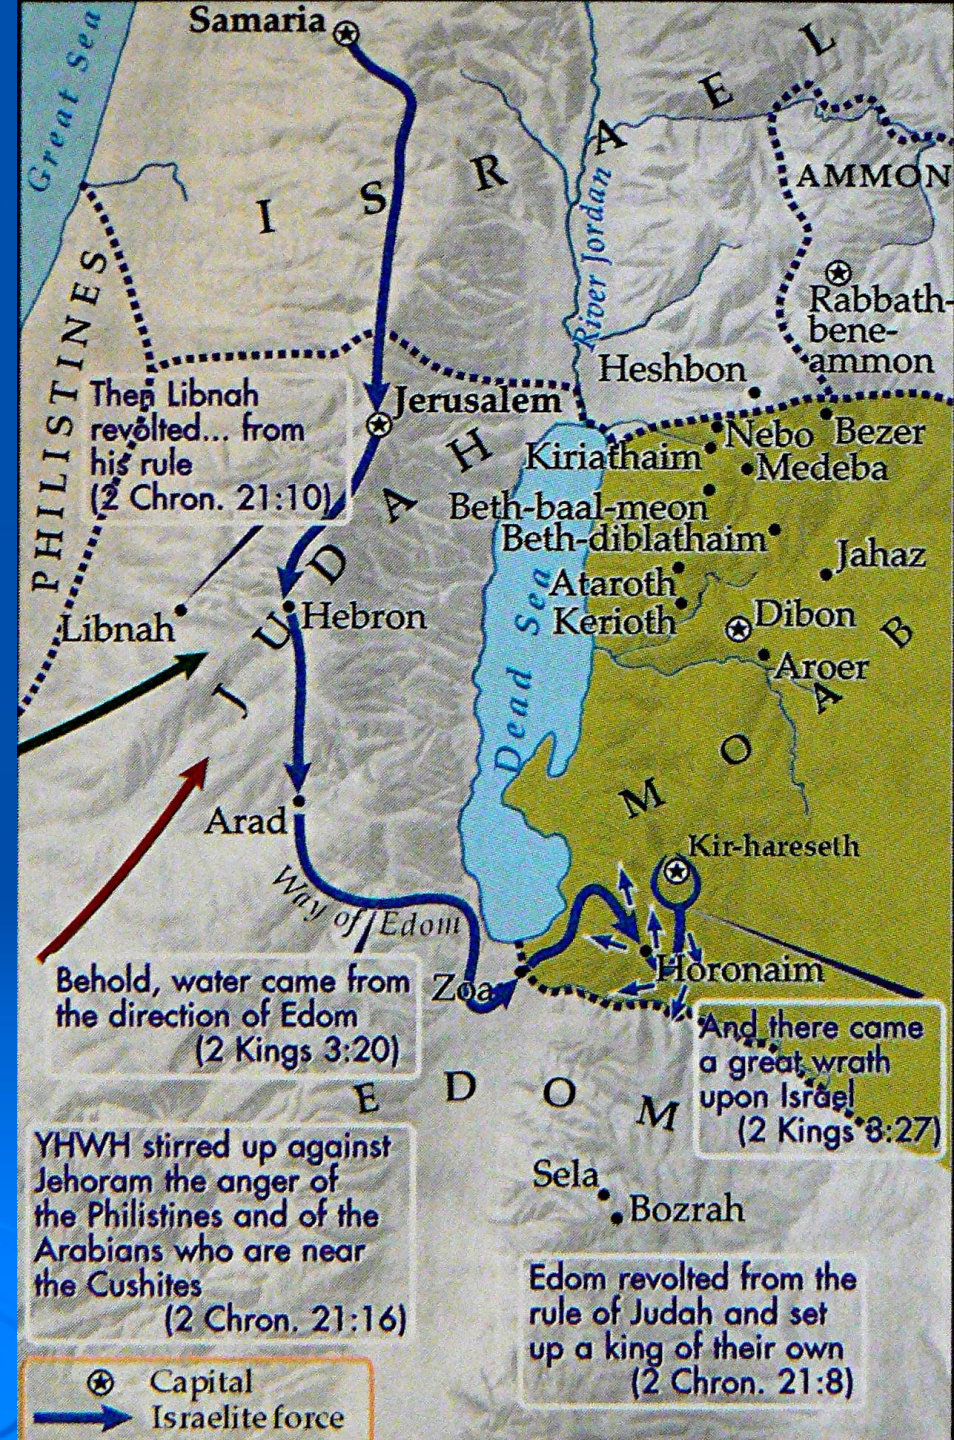 Samaria
Great Sea
ISRAEL
AMMON
River Jordan
Rabbath-
bene-
ammon
PHILISTINES
Heshbon
Then Libnah
revolted... from
his rule
(2 Chron. 21:10)
Jerusalem
Nebo
Bezer
Kiriathaim
Medeba
Beth-baal-meon
Beth-diblathaim
Jahaz
Ataroth
Kerioth
Dibon
Libnah
Hebron
JUDAH
Dead Sea
Aroer
MOAB
Arad
Kir-hareseth
Way of Edom
Horonaim
Zoar
Behold, water came from
the direction of Edom
(2 Kings 3:20)
And there came
a great wrath
upon Israel
(2 Kings 3:27)
EDOM
YHWH stirred up against
Jehoram the anger of
the Philistines and of the
Arabians who are near
the Cushites
(2 Chron. 21:16)
Sela
Bozrah
Edom revolted from the
rule of Judah and set
up a king of their own
(2 Chron. 21:8)
Capital
Israelite force